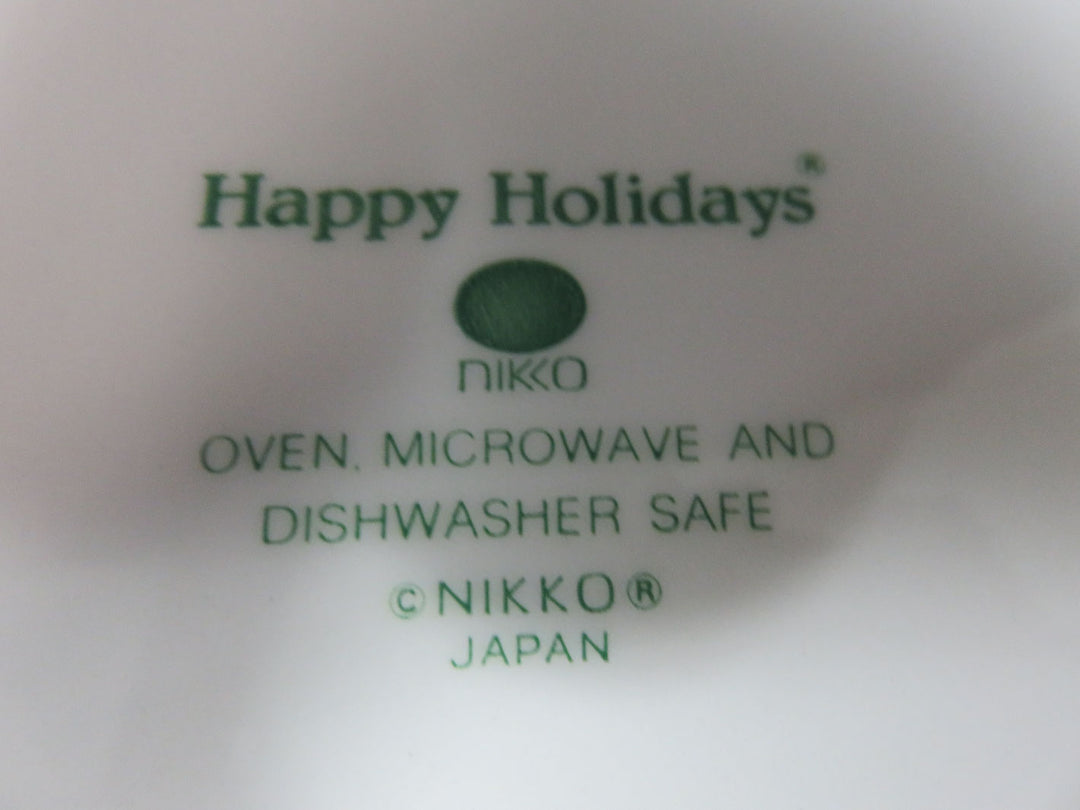 Happy Holidays®
NIKKO
OVEN, MICROWAVE AND
DISHWASHER SAFE
©NIKKO®
JAPAN